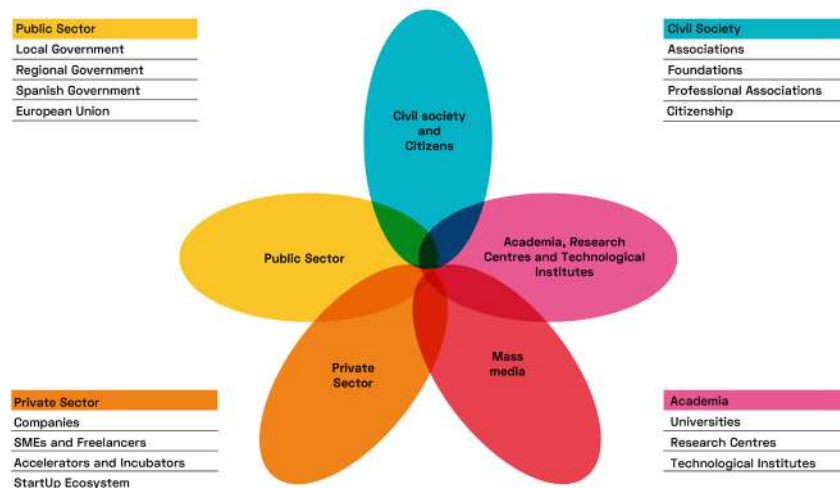 Public Sector
Local Government
Regional Government
Spanish Government
European Union
Civil Society
Associations
Foundations
Professional Associations
Citizenship
Civil society
and
Citizens
Public Sector
Academia, Research
Centres and Technological
Institutes
Private
Sector
Mass
media
Private Sector
Companies
SMEs and Freelancers
Accelerators and Incubators
StartUp Ecosystem
Academia
Universities
Research Centres
Technological Institutes